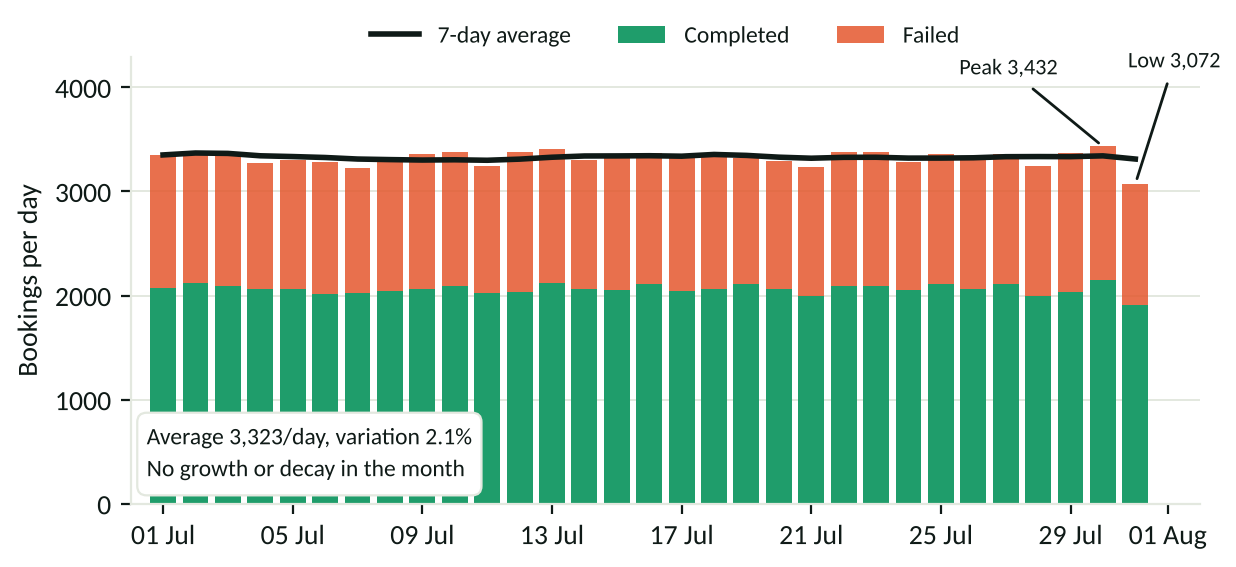 7-day average
Completed
Failed
Peak 3,432
Low 3,072
Bookings per day
4000
3000
2000
1000
0
Average 3,323/day, variation 2.1%
No growth or decay in the month
01 Jul
05 Jul
09 Jul
13 Jul
17 Jul
21 Jul
25 Jul
29 Jul
01 Aug